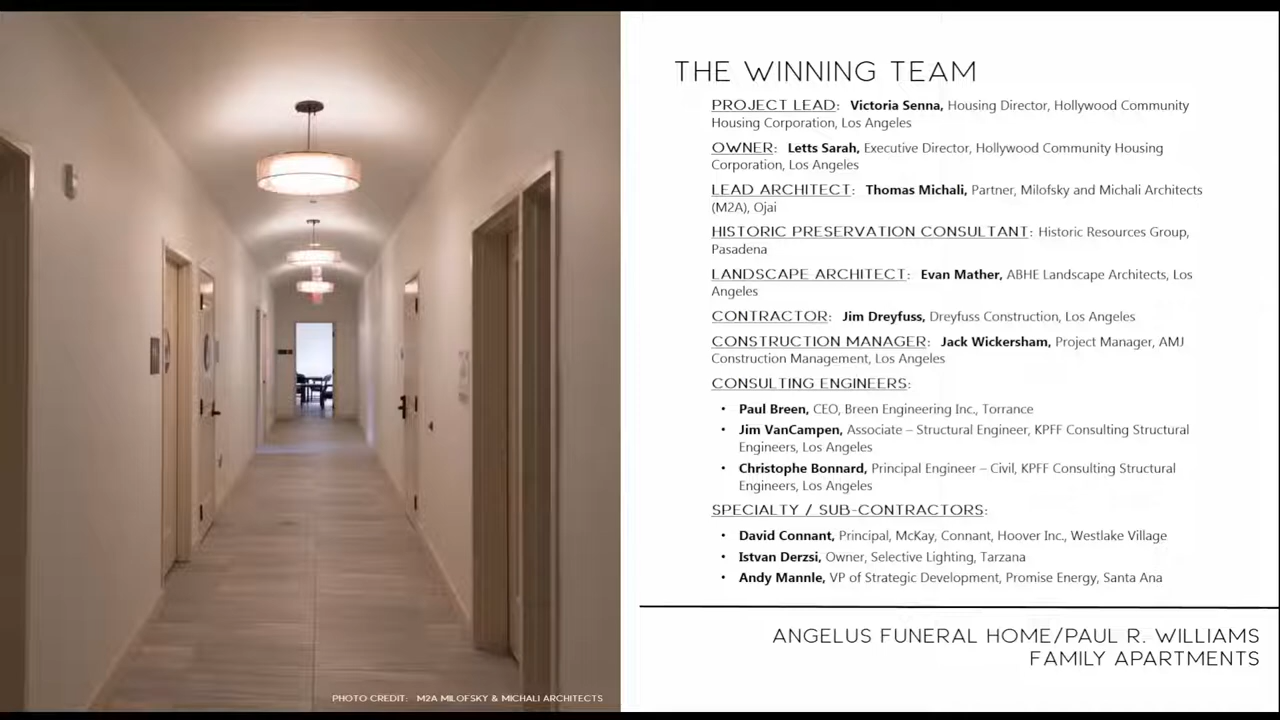 THE WINNING TEAM
PROJECT LEAD: Victoria Senna, Housing Director, Hollywood Community
Housing Corporation, Los Angeles
OWNER: Letts Sarah, Executive Director, Hollywood Community Housing
Corporation, Los Angeles
LEAD ARCHITECT: Thomas Michali, Partner, Milofsky and Michali Architects
(M2A), Ojai
HISTORIC PRESERVATION CONSULTANT: Historic Resources Group,
Pasadena
LANDSCAPE ARCHITECT: Evan Mather, ABHE Landscape Architects, Los
Angeles
CONTRACTOR: Jim Dreyfuss, Dreyfuss Construction, Los Angeles
CONSTRUCTION MANAGER: Jack Wickersham, Project Manager, AMJ
Construction Management, Los Angeles
CONSULTING ENGINEERS:
• Paul Breen, CEO, Breen Engineering Inc., Torrance
• Jim VanCampen, Associate – Structural Engineer, KPFF Consulting Structural
Engineers, Los Angeles
• Christophe Bonnard, Principal Engineer – Civil, KPFF Consulting Structural
Engineers, Los Angeles
SPECIALTY / SUB-CONTRACTORS:
• David Connant, Principal, McKay, Connant, Hoover Inc., Westlake Village
• Istvan Derzsi, Owner, Selective Lighting, Tarzana
• Andy Mannle, VP of Strategic Development, Promise Energy, Santa Ana
ANGELUS FUNERAL HOME/PAUL R. WILLIAMS
FAMILY APARTMENTS
PHOTO CREDIT: M2A MILOFSKY & MICHALI ARCHITECTS